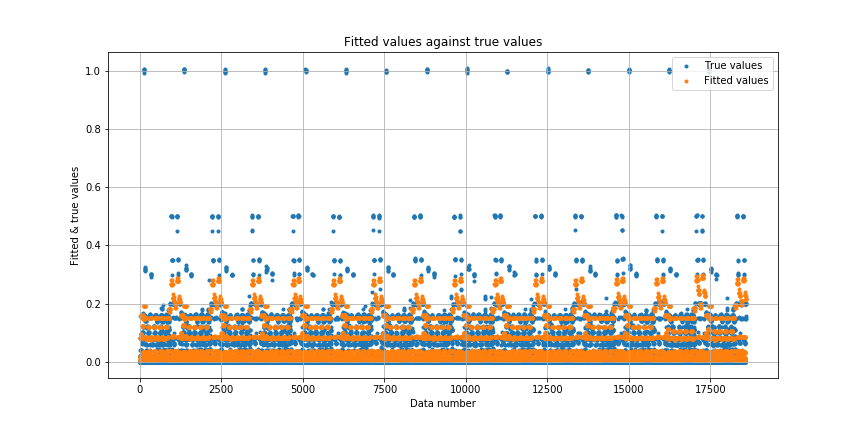 Fitted values against true values
True values
Fitted values
Fitted & true values
1.0
0.8
0.6
0.4
0.2
0.0
0 2500 5000 7500 10000 12500 15000 17500
Data number